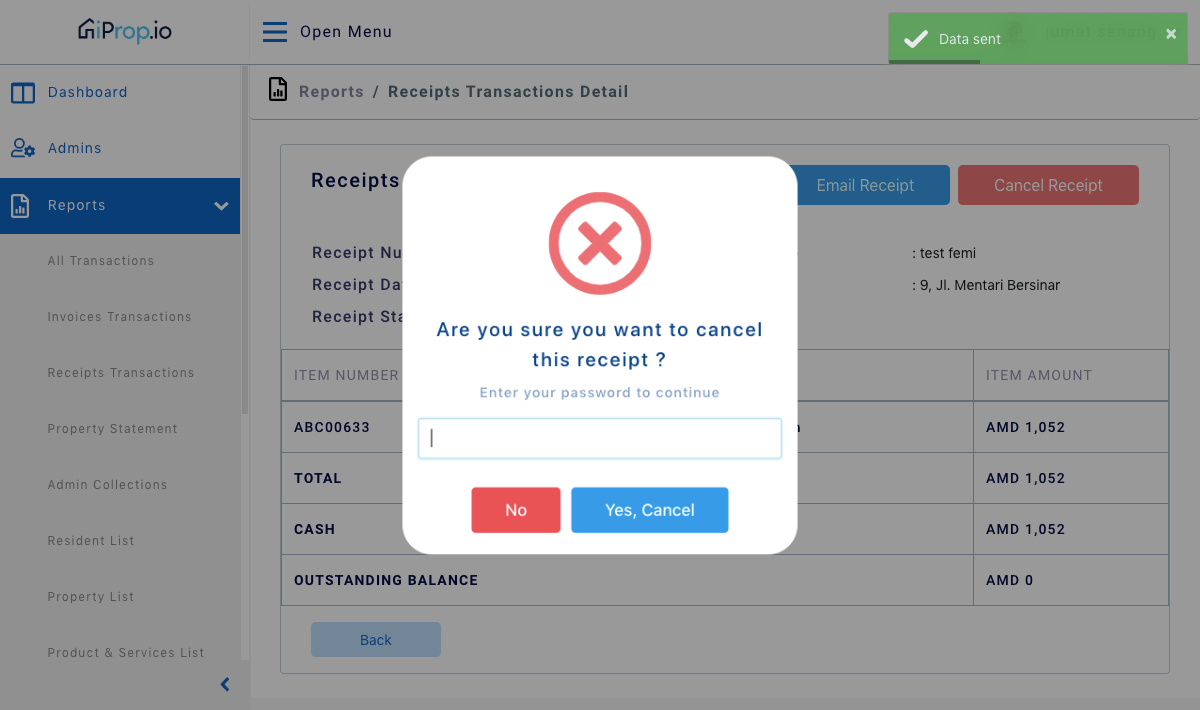 iProp.io
Open Menu
Data sent
×
Dashboard
Reports / Receipts Transactions Detail
Admins
Reports
Receipts
Email Receipt
Cancel Receipt
Receipt Nu
: test femi
Receipt Da
: 9, Jl. Mentari Bersinar
Receipt Sta
All Transactions
Invoices Transactions
Receipts Transactions
Property Statement
Admin Collections
Resident List
Property List
Product & Services List
Are you sure you want to cancel
this receipt ?
Enter your password to continue
No
Yes, Cancel
ITEM NUMBER
ITEM AMOUNT
ABC00633
AMD 1,052
TOTAL
AMD 1,052
CASH
AMD 1,052
OUTSTANDING BALANCE
AMD 0
Back